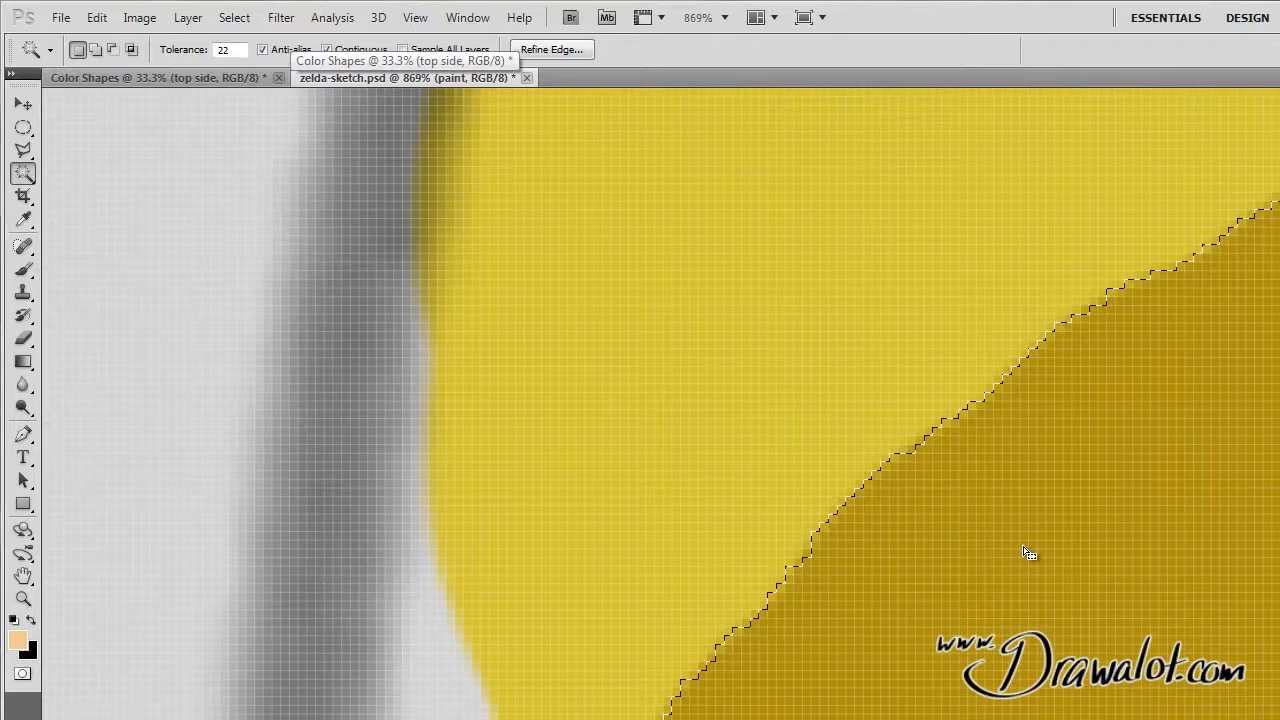 Ps File Edit Image Layer Select Filter Analysis 3D View Window Help Br Mb 869% ESSENTIALS DESIGN
Tolerance: 22 Anti-alias Contiguous Sample All Layers Refine Edge...
Color Shapes @ 33.3% (top side, RGB/8) *
Color Shapes @ 33.3% (top side, RGB/8) * zelda-sketch.psd @ 869% (paint, RGB/8) *
www.Drawalot.com